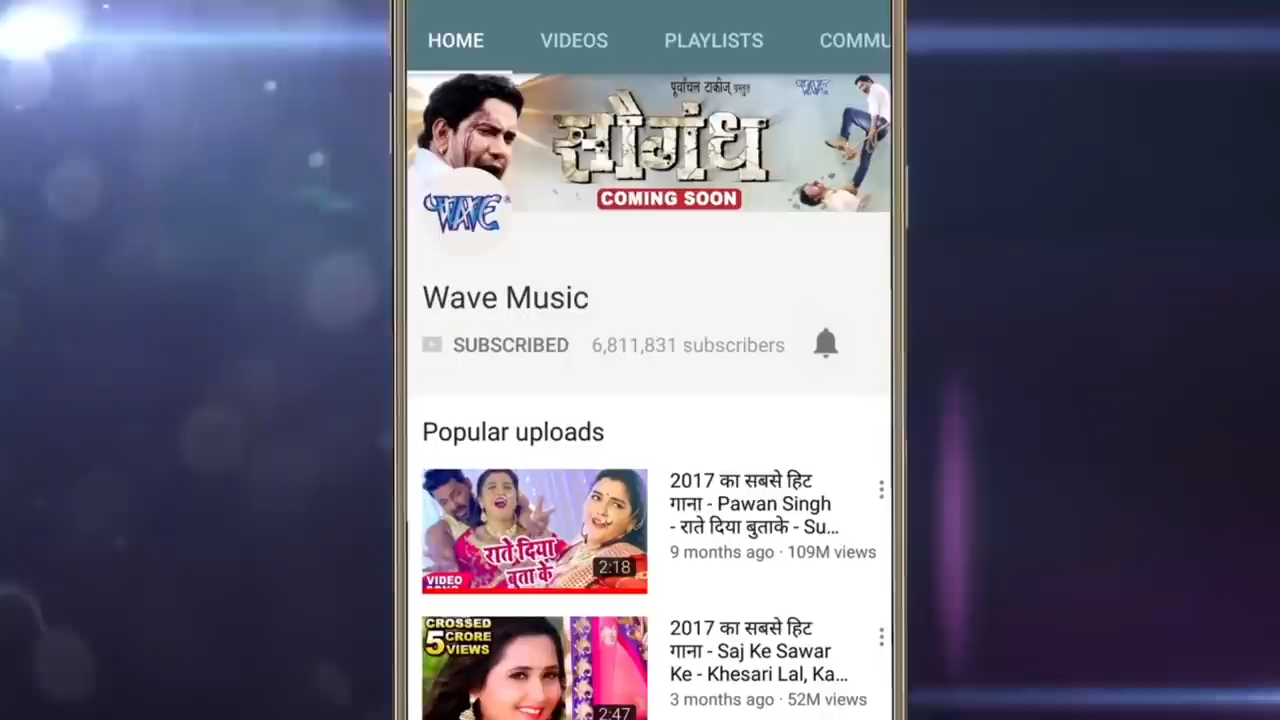 HOME VIDEOS PLAYLISTS COMMU
पूर्वांचल टाकीज् प्रस्तुत
WAVE
सौगंध
COMING SOON
WAVE
Wave Music
SUBSCRIBED 6,811,831 subscribers
Popular uploads
2017 का सबसे हिट
गाना - Pawan Singh
- राते दिया बुताके - Su...
9 months ago · 109M views
राते दिया
बुता के
VIDEO
SONG
2:18
CROSSED
5 CRORE
VIEWS
2:47
2017 का सबसे हिट
गाना - Saj Ke Sawar
Ke - Khesari Lal, Ka...
3 months ago · 52M views